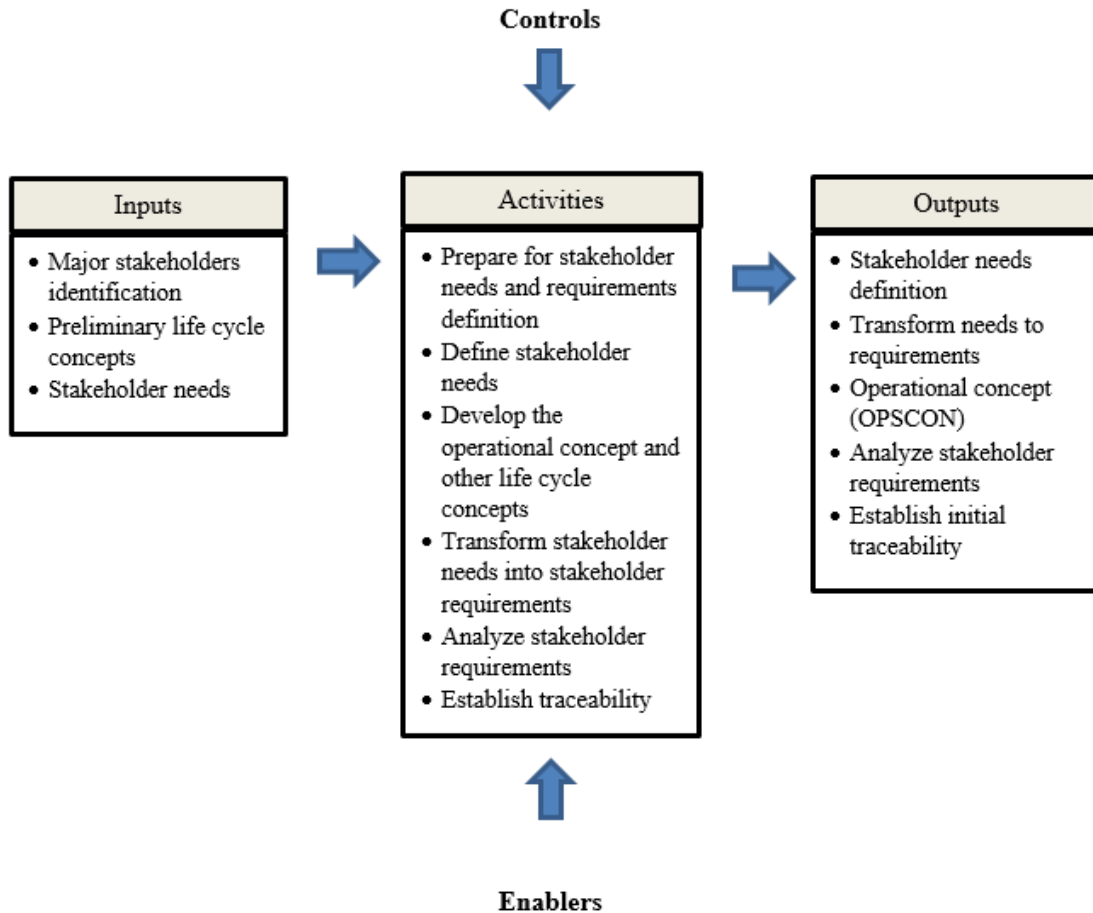 Controls
Inputs
• Major stakeholders
identification
• Preliminary life cycle
concepts
• Stakeholder needs
Activities
• Prepare for stakeholder
needs and requirements
definition
• Define stakeholder
needs
• Develop the
operational concept and
other life cycle
concepts
• Transform stakeholder
needs into stakeholder
requirements
• Analyze stakeholder
requirements
• Establish traceability
Outputs
• Stakeholder needs
definition
• Transform needs to
requirements
• Operational concept
(OPSCON)
• Analyze stakeholder
requirements
• Establish initial
traceability
Enablers